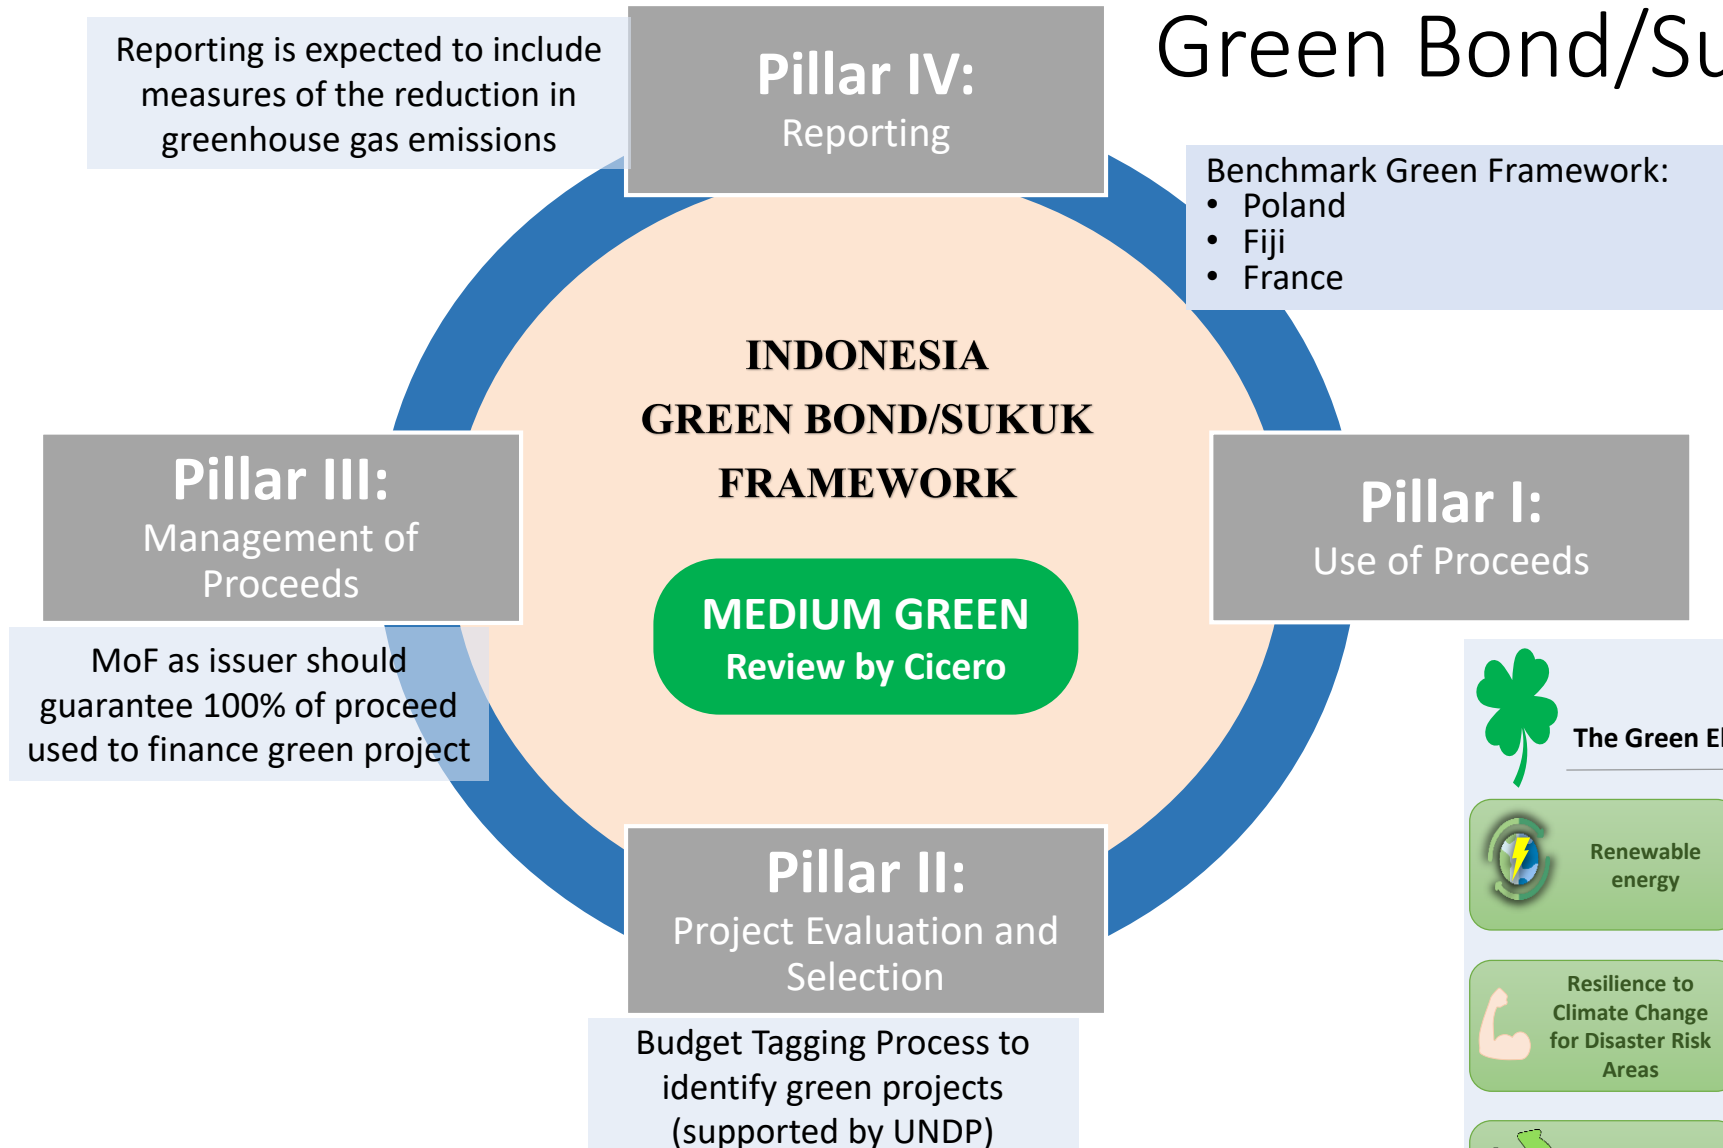 Green Bond/Su
Reporting is expected to include
measures of the reduction in
greenhouse gas emissions
Pillar IV:
Reporting
Benchmark Green Framework:
• Poland
• Fiji
• France
INDONESIA
GREEN BOND/SUKUK
FRAMEWORK
MEDIUM GREEN
Review by Cicero
Pillar III:
Management of
Proceeds
MoF as issuer should
guarantee 100% of proceed
used to finance green project
Pillar I:
Use of Proceeds
The Green El
Renewable
energy
Resilience to
Climate Change
for Disaster Risk
Areas
Pillar II:
Project Evaluation and
Selection
Budget Tagging Process to
identify green projects
(supported by UNDP)